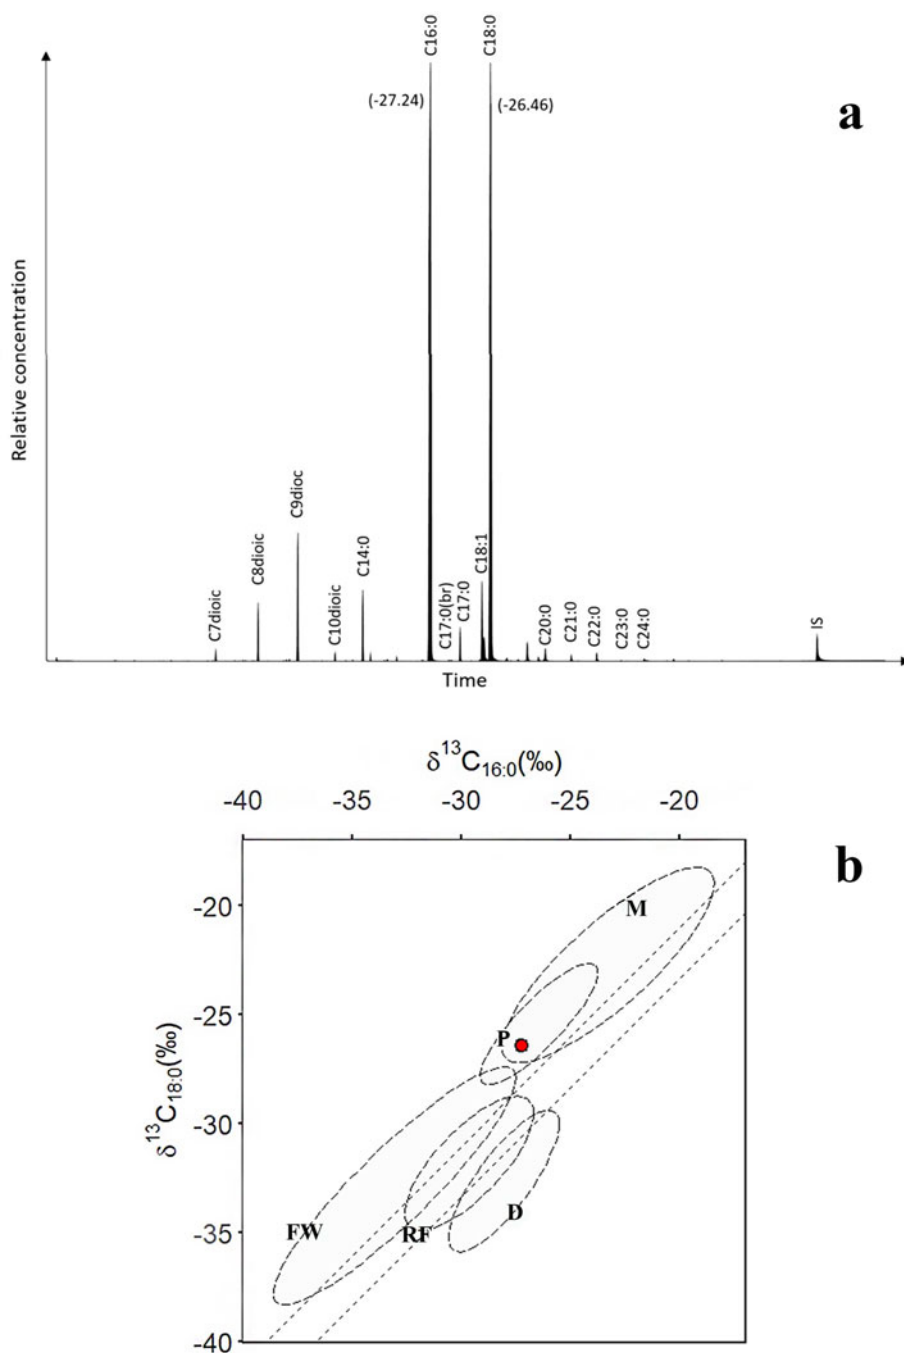 C16:0
C18:0
(-27.24)
(-26.46)
a
Relative concentration
C7dioic
C8dioic
C9dioc
C10dioic
C14:0
C17:0(br)
C17:0
C18:1
C20:0
C21:0
C22:0
C23:0
C24:0
IS
Time
δ¹³C₁₆:₀(‰)
-40 -35 -30 -25 -20
b
δ¹³C₁₈:₀(‰)
-20
-25
-30
-35
-40
M
P
FW
RF
D